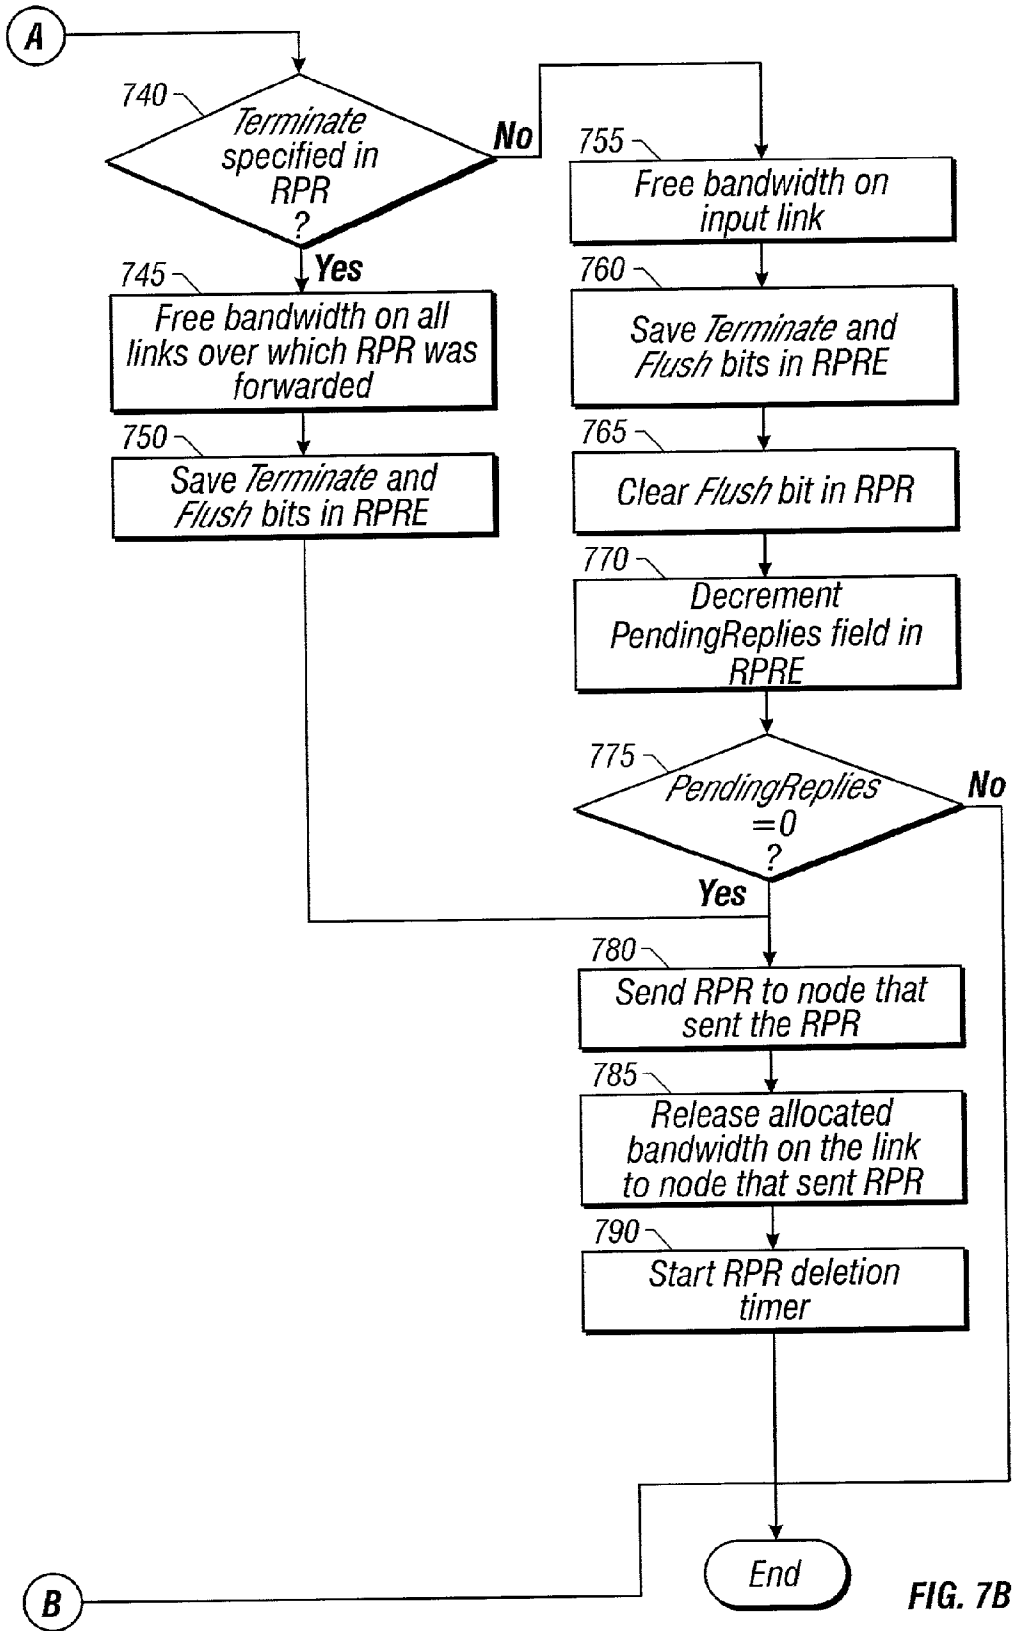 A
740
Terminate
specified in
RPR
?
No
Yes
745
Free bandwidth on all
links over which RPR was
forwarded
750
Save Terminate and
Flush bits in RPRE
755
Free bandwidth on
input link
760
Save Terminate and
Flush bits in RPRE
765
Clear Flush bit in RPR
770
Decrement
PendingReplies field in
RPRE
775
PendingReplies
=0
?
No
Yes
780
Send RPR to node that
sent the RPR
785
Release allocated
bandwidth on the link
to node that sent RPR
790
Start RPR deletion
timer
End
B
FIG. 7B